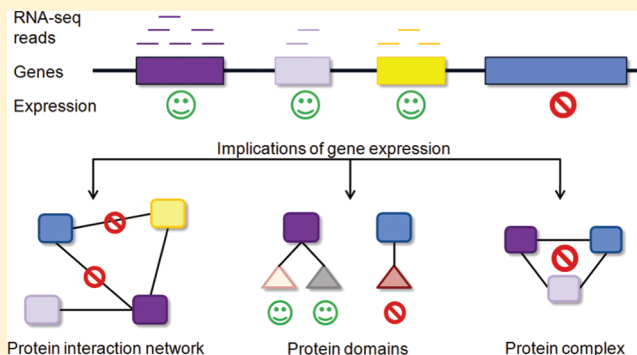 RNA-seq
reads
Genes
Expression
Implications of gene expression
Protein interaction network
Protein domains
Protein complex